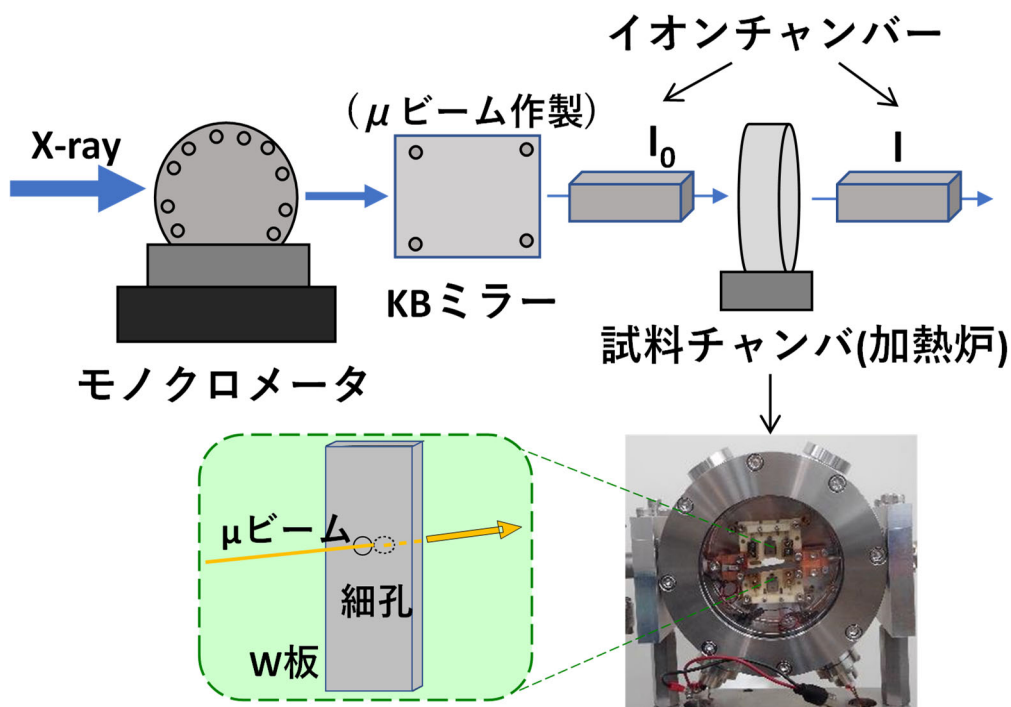 イオンチャンバー
(μビーム作製)
X-ray
I₀
I
KBミラー
試料チャンバ(加熱炉)
モノクロメータ
μビーム
細孔
W板